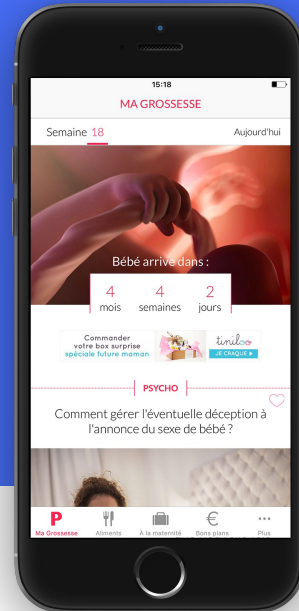 15:18
MA GROSSESSE
Semaine 18
Aujourd'hui
Bébé arrive dans :
4 4 2
mois semaines jours
Commander
votre box surprise
spéciale future maman
tiniloo
JE CRAQUE
PSYCHO
Comment gérer l'éventuelle déception à
l'annonce du sexe de bébé ?
P
Ma Grossesse Aliments À la maternité Bons plans Plus